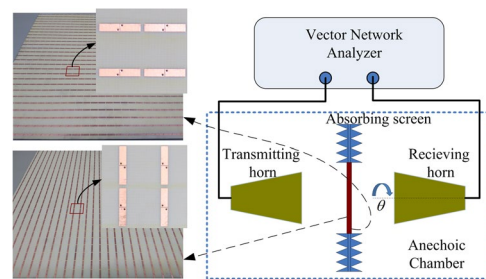 Vector Network
Analyzer
Absorbing screen
Transmitting
horn
Recieving
horn
θ
Anechoic
Chamber